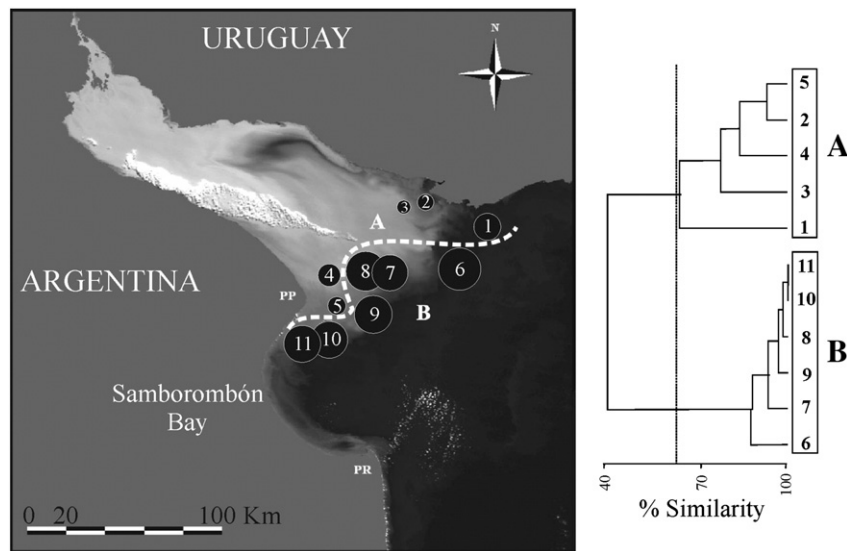 URUGUAY
N
5
2
4
3
1
A
11
10
8
9
7
6
B
3 2
1
A
ARGENTINA
4 8 7 6
PP
5 9 B
11 10
Samborombón
Bay
PR
0 20 100 Km
40 70 100
% Similarity